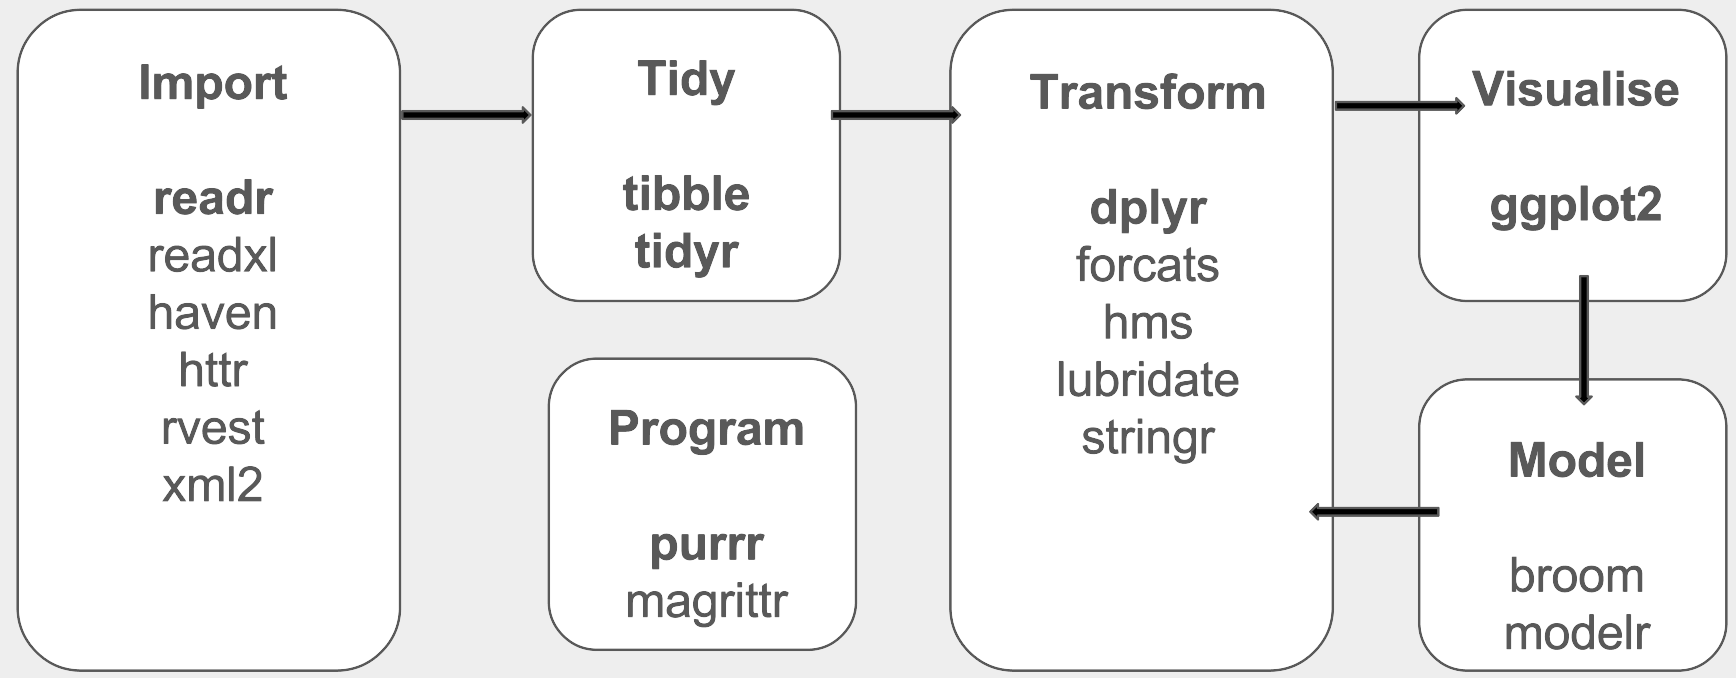 Import
readr
readxl
haven
httr
rvest
xml2
Tidy
tibble
tidyr
Program
purrr
magrittr
Transform
dplyr
forcats
hms
lubridate
stringr
Visualise
ggplot2
Model
broom
modelr